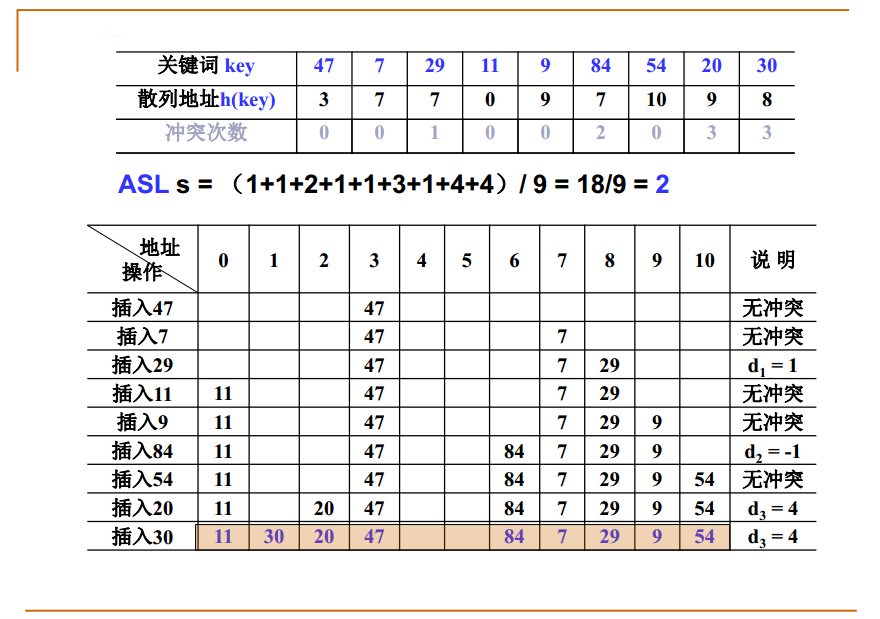 关键词 key 47 7 29 11 9 84 54 20 30
散列地址h(key) 3 7 7 0 9 7 10 9 8
冲突次数 0 0 1 0 0 2 0 3 3
ASL s = （1+1+2+1+1+3+1+4+4）/ 9 = 18/9 = 2
地址 操作 0 1 2 3 4 5 6 7 8 9 10 说 明
插入47 47 无冲突
插入7 47 7 无冲突
插入29 47 7 29 d1 = 1
插入11 11 47 7 29 无冲突
插入9 11 47 7 29 9 无冲突
插入84 11 47 84 7 29 9 d2 = -1
插入54 11 47 84 7 29 9 54 无冲突
插入20 11 20 47 84 7 29 9 54 d3 = 4
插入30 11 30 20 47 84 7 29 9 54 d3 = 4